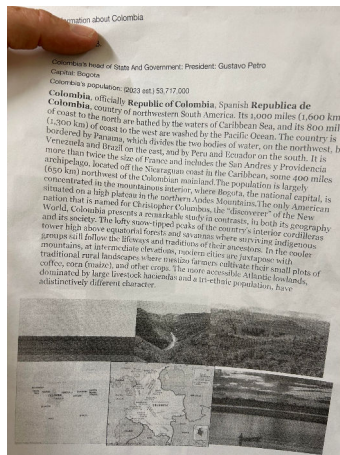 formation about Colombia
Colombia's Head of State And Government: President: Gustavo Petro
Capital: Bogota
Colombia's population: (2023 est.) 53,717,000
Colombia, officially Republic of Colombia, Spanish Republica de
Colombia, country of northwestern South America. Its 1,000 miles (1,600 km
of coast to the north are bathed by the waters of Caribbean Sea, and its 800 mil
(1,300 km) of coast to the west are washed by the Pacific Ocean. The country is
bordered by Panama, which divides the two bodies of water, on the northwest, b
Venezuela and Brazil on the east, and by Peru and Ecuador on the south. It is
more than twice the size of France and includes the San Andres y Providencia
archipelago, located off the Nicaraguan coast in the Caribbean, some 400 miles
(650 km) northwest of the Colombian mainland.The population is largely
concentrated in the mountainous interior, where Bogota, the national capital, is
situated on a high plateau in the northern Andes Mountains.The only American
nation that is named for Christopher Columbus, the "discoverer" of the New
World, Colombia presents a remarkable study in contrasts, in both its geography
and its society. The lofty snow-tipped peaks of the country's interior cordilleras
tower high above equatorial forests and savannas where surviving indigenous
groups still follow the lifeways and traditions of their ancestors. In the cooler
mountains, at intermediate elevations, modern cities are juxtapose with
traditional rural landscapes where mestizo farmers cultivate their small plots of
coffee, corn (maize), and other crops. The more accessible Atlantic lowlands,
dominated by large livestock haciendas and a tri-ethnic population, have
adistinctively different character.